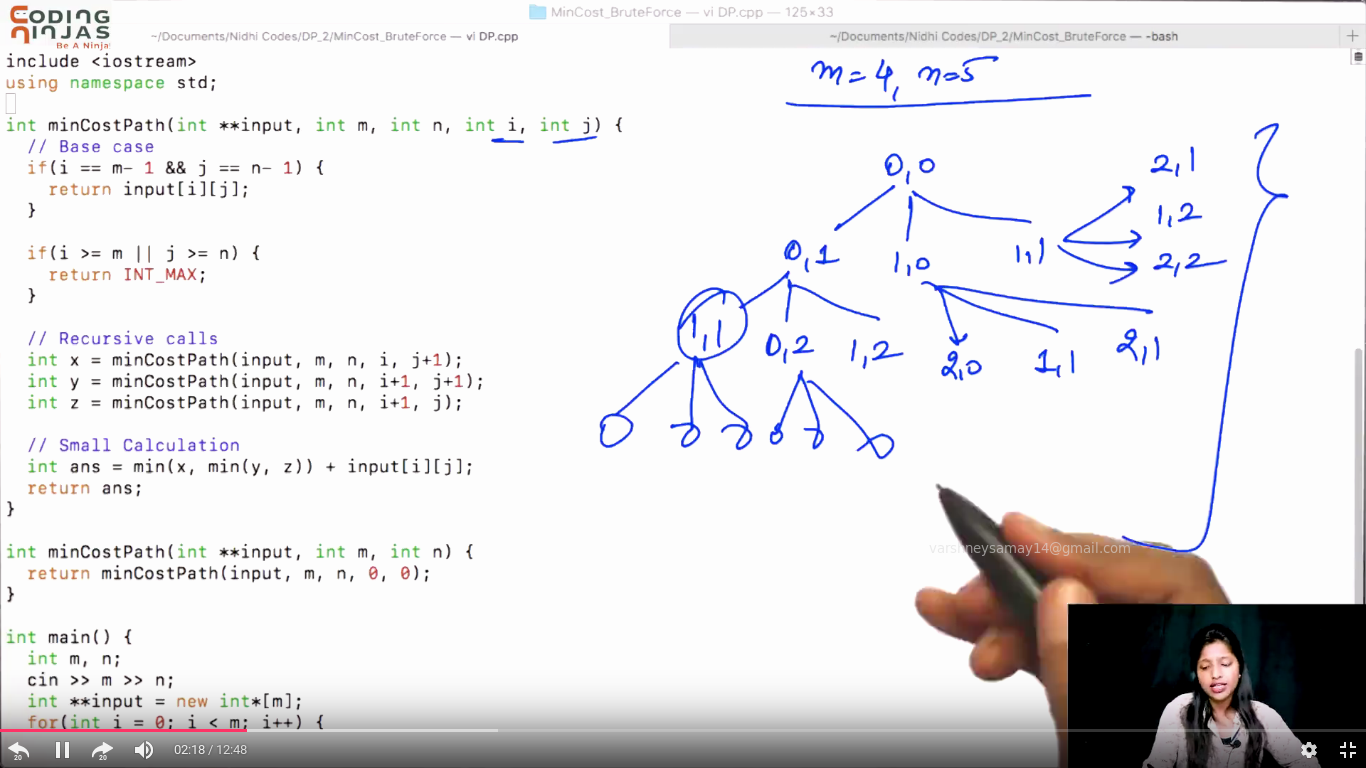 CODING
NINJAS
Be A Ninja!
MinCost_BruteForce — vi DP.cpp — 125×33
~/Documents/Nidhi Codes/DP_2/MinCost_BruteForce — vi DP.cpp
~/Documents/Nidhi Codes/DP_2/MinCost_BruteForce — -bash
include <iostream>
using namespace std;
int minCostPath(int **input, int m, int n, int i, int j) {
// Base case
if(i == m- 1 && j == n- 1) {
return input[i][j];
}
if(i >= m || j >= n) {
return INT_MAX;
}
// Recursive calls
int x = minCostPath(input, m, n, i, j+1);
int y = minCostPath(input, m, n, i+1, j+1);
int z = minCostPath(input, m, n, i+1, j);
// Small Calculation
int ans = min(x, min(y, z)) + input[i][j];
return ans;
}
int minCostPath(int **input, int m, int n) {
return minCostPath(input, m, n, 0, 0);
}
int main() {
int m, n;
cin >> m >> n;
int **input = new int*[m];
for(int i = 0; i < m; i++) {
m=4, n=5
0,0
2,1
1,2
0,1 1,0 1,1 2,2
1,1 0,2 1,2 2,0 1,1 2,1
varshneysamay14@gmail.com
20 20 02:18 / 12:48